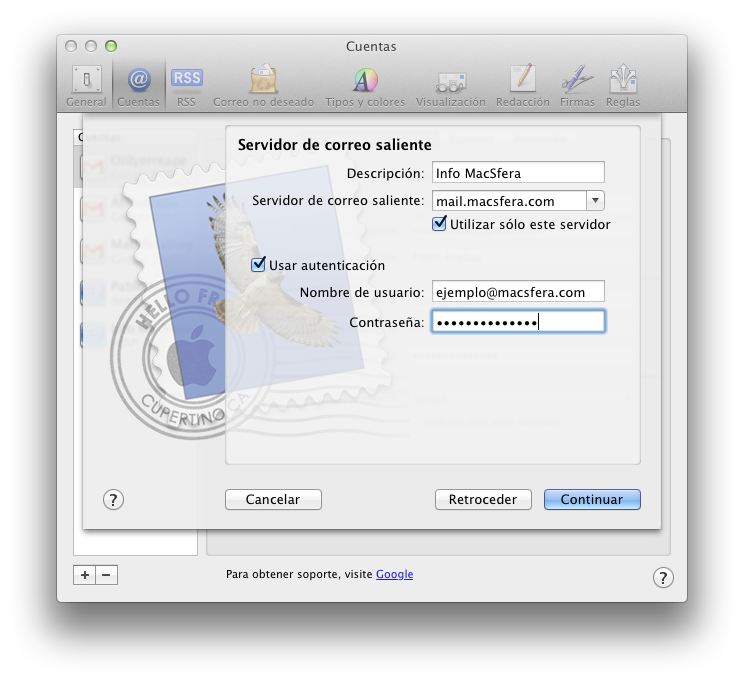 Cuentas
General Cuentas RSS Correo no deseado Tipos y colores Visualización Redacción Firmas Reglas
RSS
Servidor de correo saliente
Descripción: Info MacSfera
Servidor de correo saliente: mail.macsfera.com
Utilizar sólo este servidor
Usar autenticación
Nombre de usuario: ejemplo@macsfera.com
Contraseña: ••••••••••••••
HELLO FR
CUPERTINO CA
? Cancelar Retroceder Continuar
+ − Para obtener soporte, visite Google ?